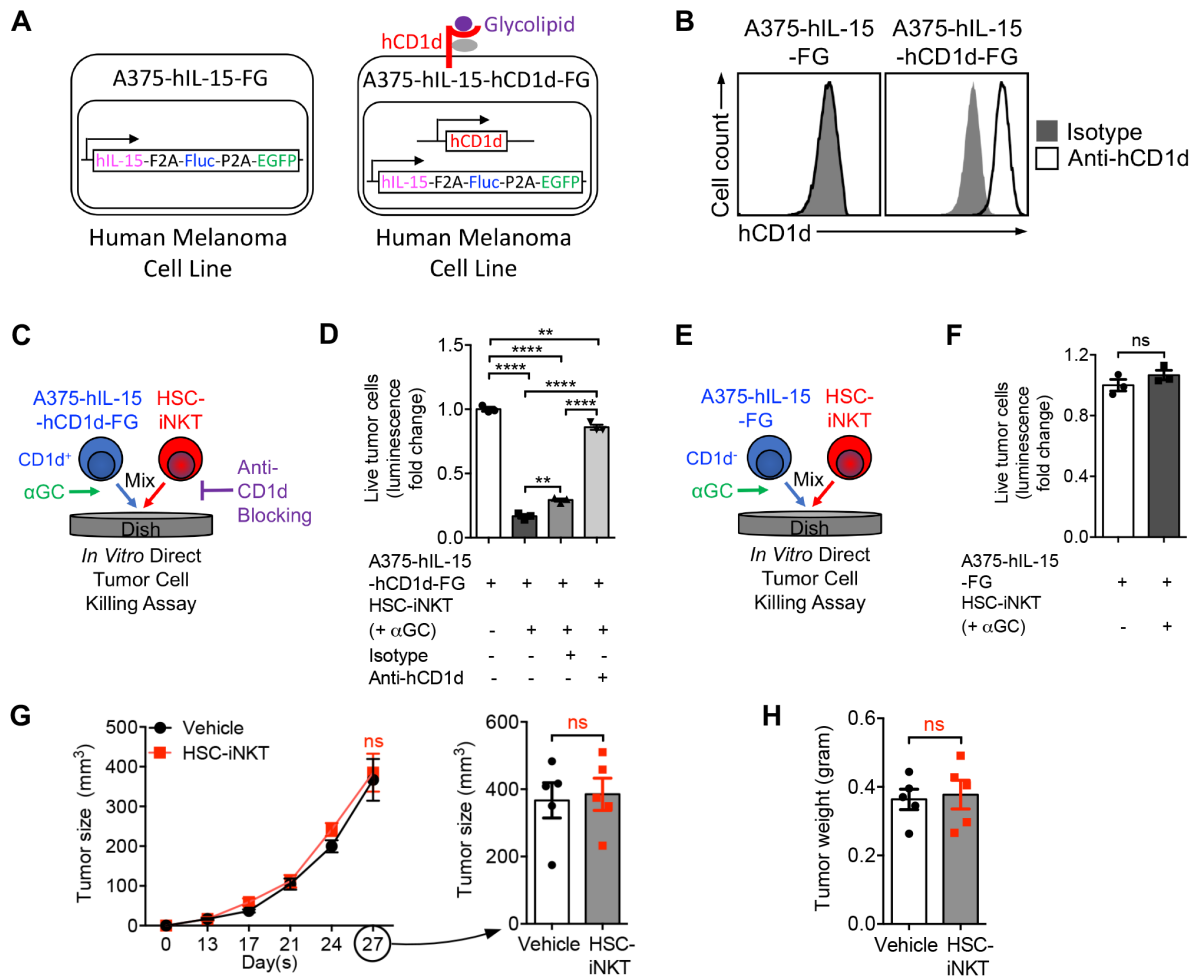 A
Glycolipid
hCD1d
A375-hIL-15-FG
hIL-15-F2A-Fluc-P2A-EGFP
Human Melanoma
Cell Line
A375-hIL-15-hCD1d-FG
hCD1d
hIL-15-F2A-Fluc-P2A-EGFP
Human Melanoma
Cell Line
B
A375-hIL-15
-FG
A375-hIL-15
-hCD1d-FG
Cell count
hCD1d
Isotype
Anti-hCD1d
C
A375-hIL-15
-hCD1d-FG
HSC-
iNKT
CD1d⁺
Mix
αGC
Anti-
CD1d
Blocking
Dish
In Vitro Direct
Tumor Cell
Killing Assay
D
Live tumor cells
(luminescence
fold change)
1.5
1.0
0.5
0.0
**
****
****
****
****
**
A375-hIL-15
-hCD1d-FG + + + +
HSC-iNKT
(+ αGC) - + + +
Isotype - - + -
Anti-hCD1d - - - +
E
A375-hIL-15
-FG
HSC-
iNKT
CD1d⁻
Mix
αGC
Dish
In Vitro Direct
Tumor Cell
Killing Assay
F
Live tumor cells
(luminescence
fold change)
1.2
0.8
0.4
0.0
ns
A375-hIL-15
-FG + +
HSC-iNKT
(+ αGC) - +
G
Tumor size (mm³)
500
400
300
200
100
0
Vehicle
HSC-iNKT
ns
0 13 17 21 24 27
Day(s)
Tumor size (mm³)
600
400
200
0
ns
Vehicle HSC-
iNKT
H
Tumor weight (gram)
0.6
0.4
0.2
0.0
ns
Vehicle HSC-
iNKT